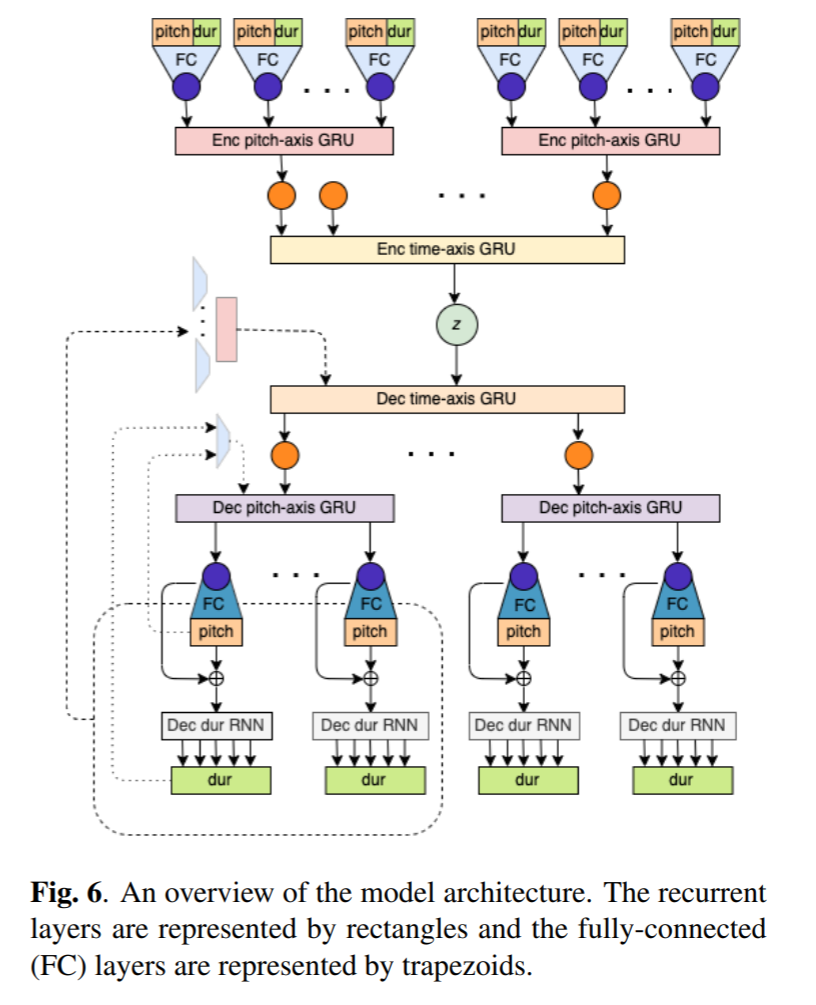 pitch dur pitch dur pitch dur pitch dur pitch dur pitch dur
FC FC FC FC FC FC
. . . . . .
Enc pitch-axis GRU Enc pitch-axis GRU
. . .
Enc time-axis GRU
z
Dec time-axis GRU
. . .
Dec pitch-axis GRU Dec pitch-axis GRU
. . . . . .
FC FC FC FC
pitch pitch pitch pitch
Dec dur RNN Dec dur RNN Dec dur RNN Dec dur RNN
dur dur dur dur
Fig. 6. An overview of the model architecture. The recurrent
layers are represented by rectangles and the fully-connected
(FC) layers are represented by trapezoids.